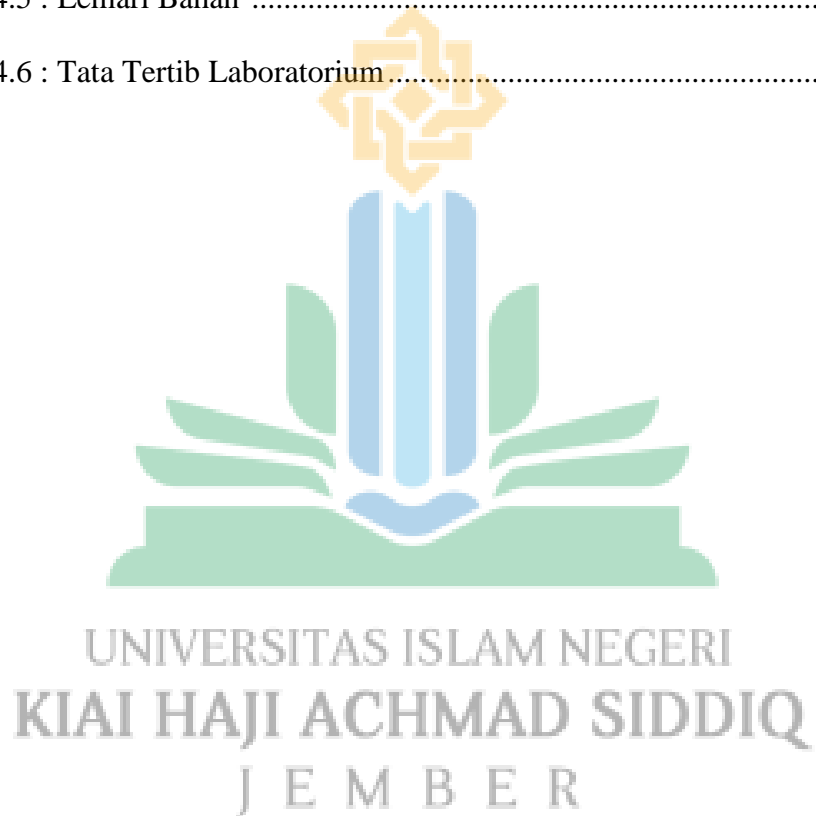 4.5 : Lemari Bahan ......................................................................
4.6 : Tata Tertib Laboratorium......................................................
UNIVERSITAS ISLAM NEGERI
KIAI HAJI ACHMAD SIDDIQ
J E M B E R